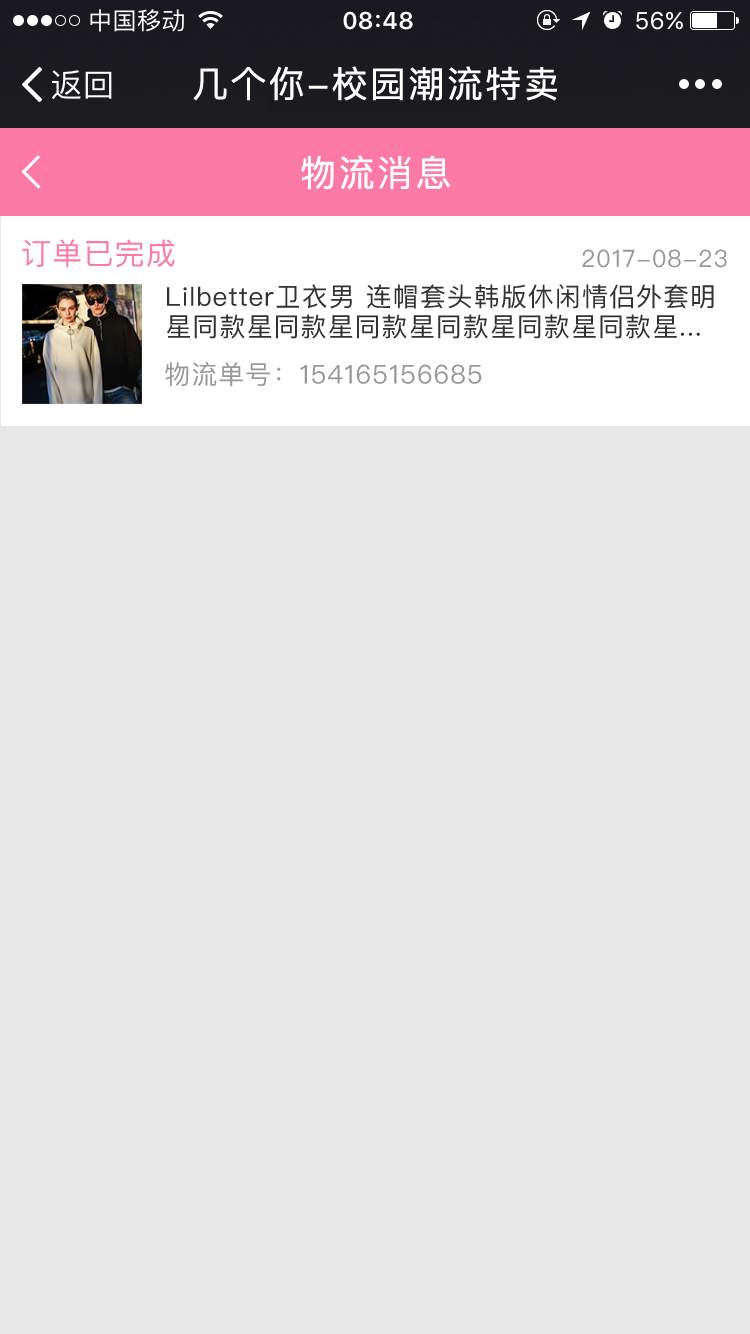 中国移动 08:48 56%
返回 几个你-校园潮流特卖
物流消息
订单已完成 2017-08-23
Lilbetter卫衣男 连帽套头韩版休闲情侣外套明
星同款星同款星同款星同款星同款星同款星...
物流单号：154165156685